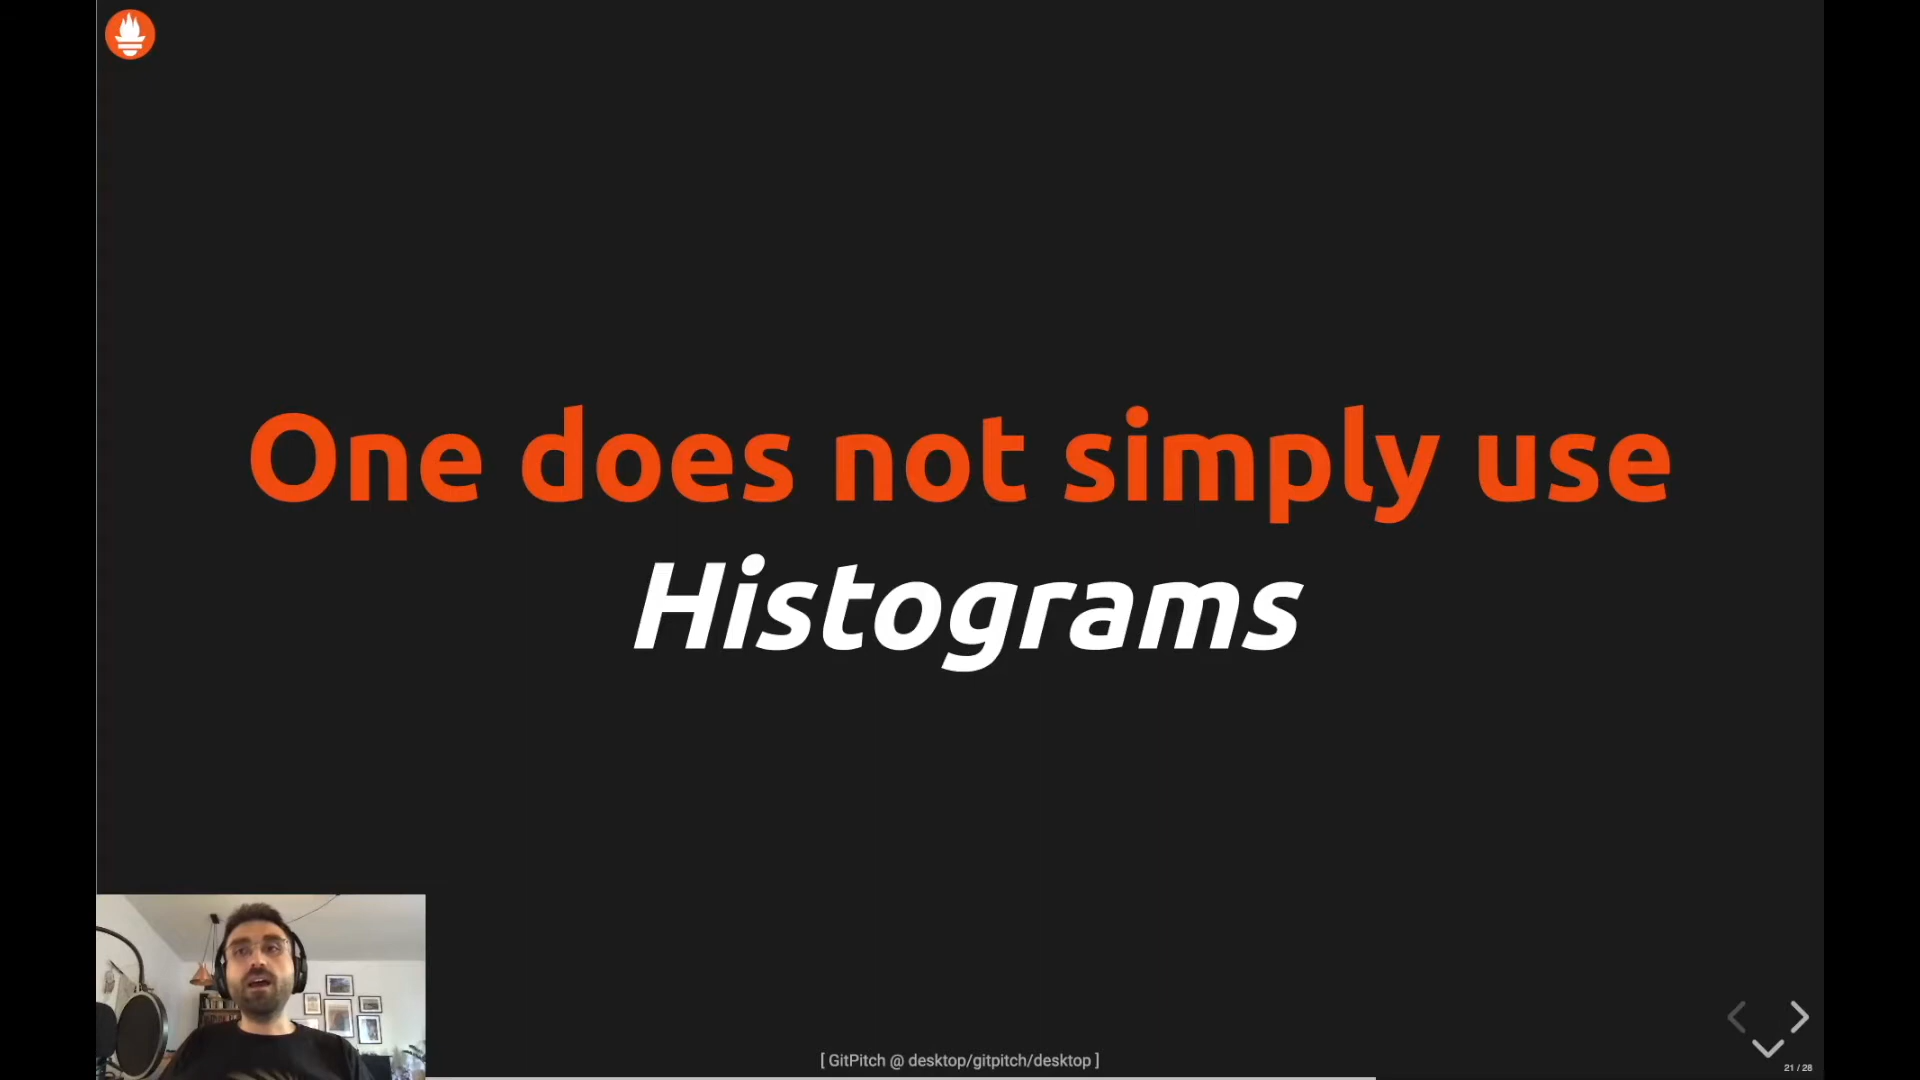 One does not simply use
Histograms
[ GitPitch @ desktop/gitpitch/desktop ]
21 / 28